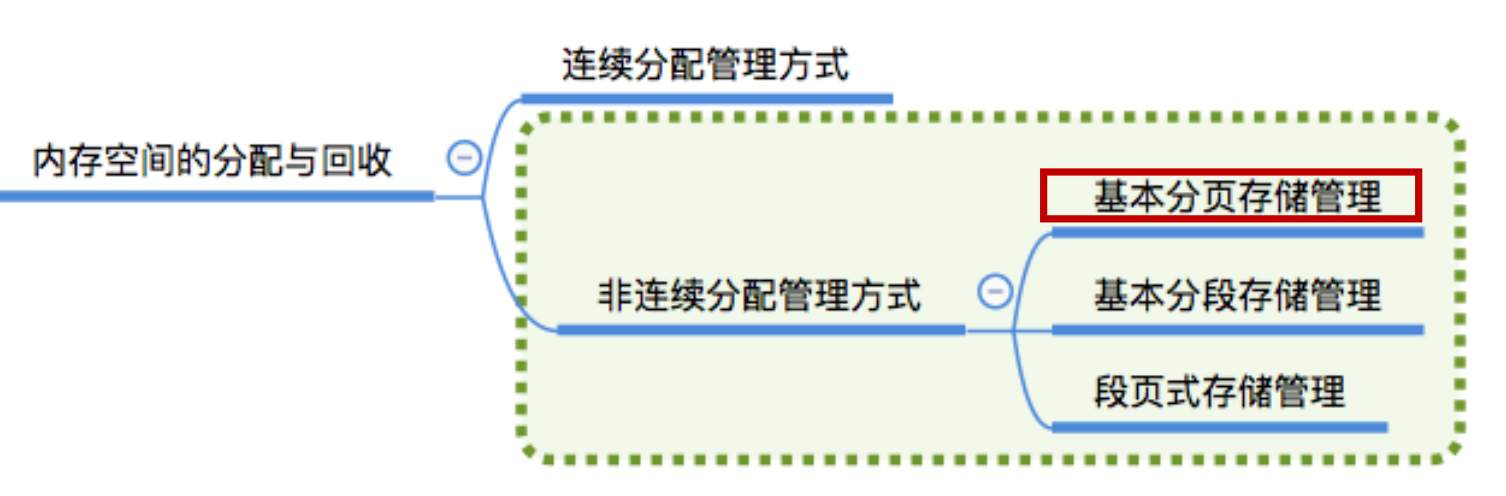 连续分配管理方式
内存空间的分配与回收
基本分页存储管理
非连续分配管理方式
基本分段存储管理
段页式存储管理